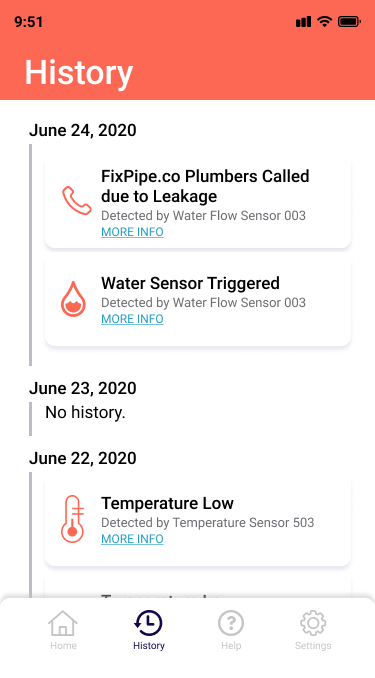 9:51
History
June 24, 2020
FixPipe.co Plumbers Called
due to Leakage
Detected by Water Flow Sensor 003
MORE INFO
Water Sensor Triggered
Detected by Water Flow Sensor 003
MORE INFO
June 23, 2020
No history.
June 22, 2020
Temperature Low
Detected by Temperature Sensor 503
MORE INFO
Home
History
Help
Settings